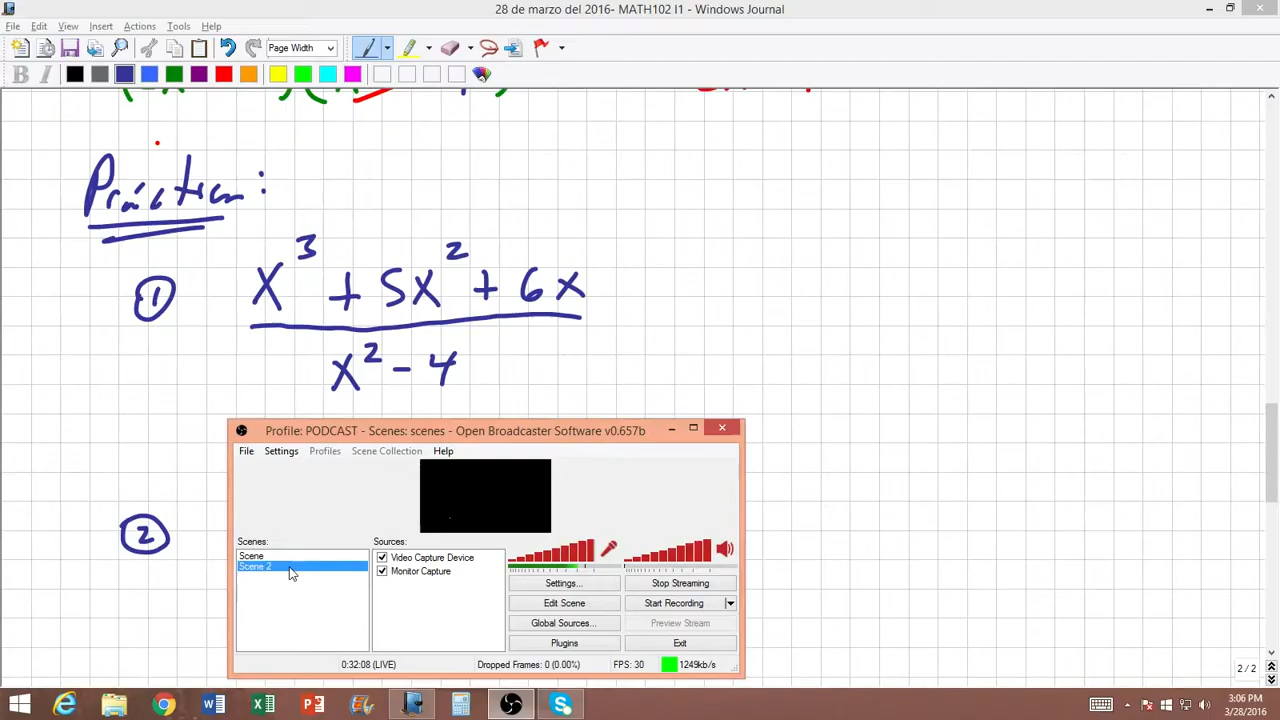 28 de marzo del 2016- MATH102 I1 - Windows Journal
File Edit View Insert Actions Tools Help
Page Width
B I
Práctica:
① x³ + 5x² + 6x
x² - 4
②
Profile: PODCAST - Scenes: scenes - Open Broadcaster Software v0.657b
File Settings Profiles Scene Collection Help
Scenes: Sources:
Scene
Scene 2
Video Capture Device
Monitor Capture
Settings... Stop Streaming
Edit Scene Start Recording
Global Sources... Preview Stream
Plugins Exit
0:32:08 (LIVE) Dropped Frames: 0 (0.00%) FPS: 30 1249kb/s
2 / 2
3:06 PM
3/28/2016